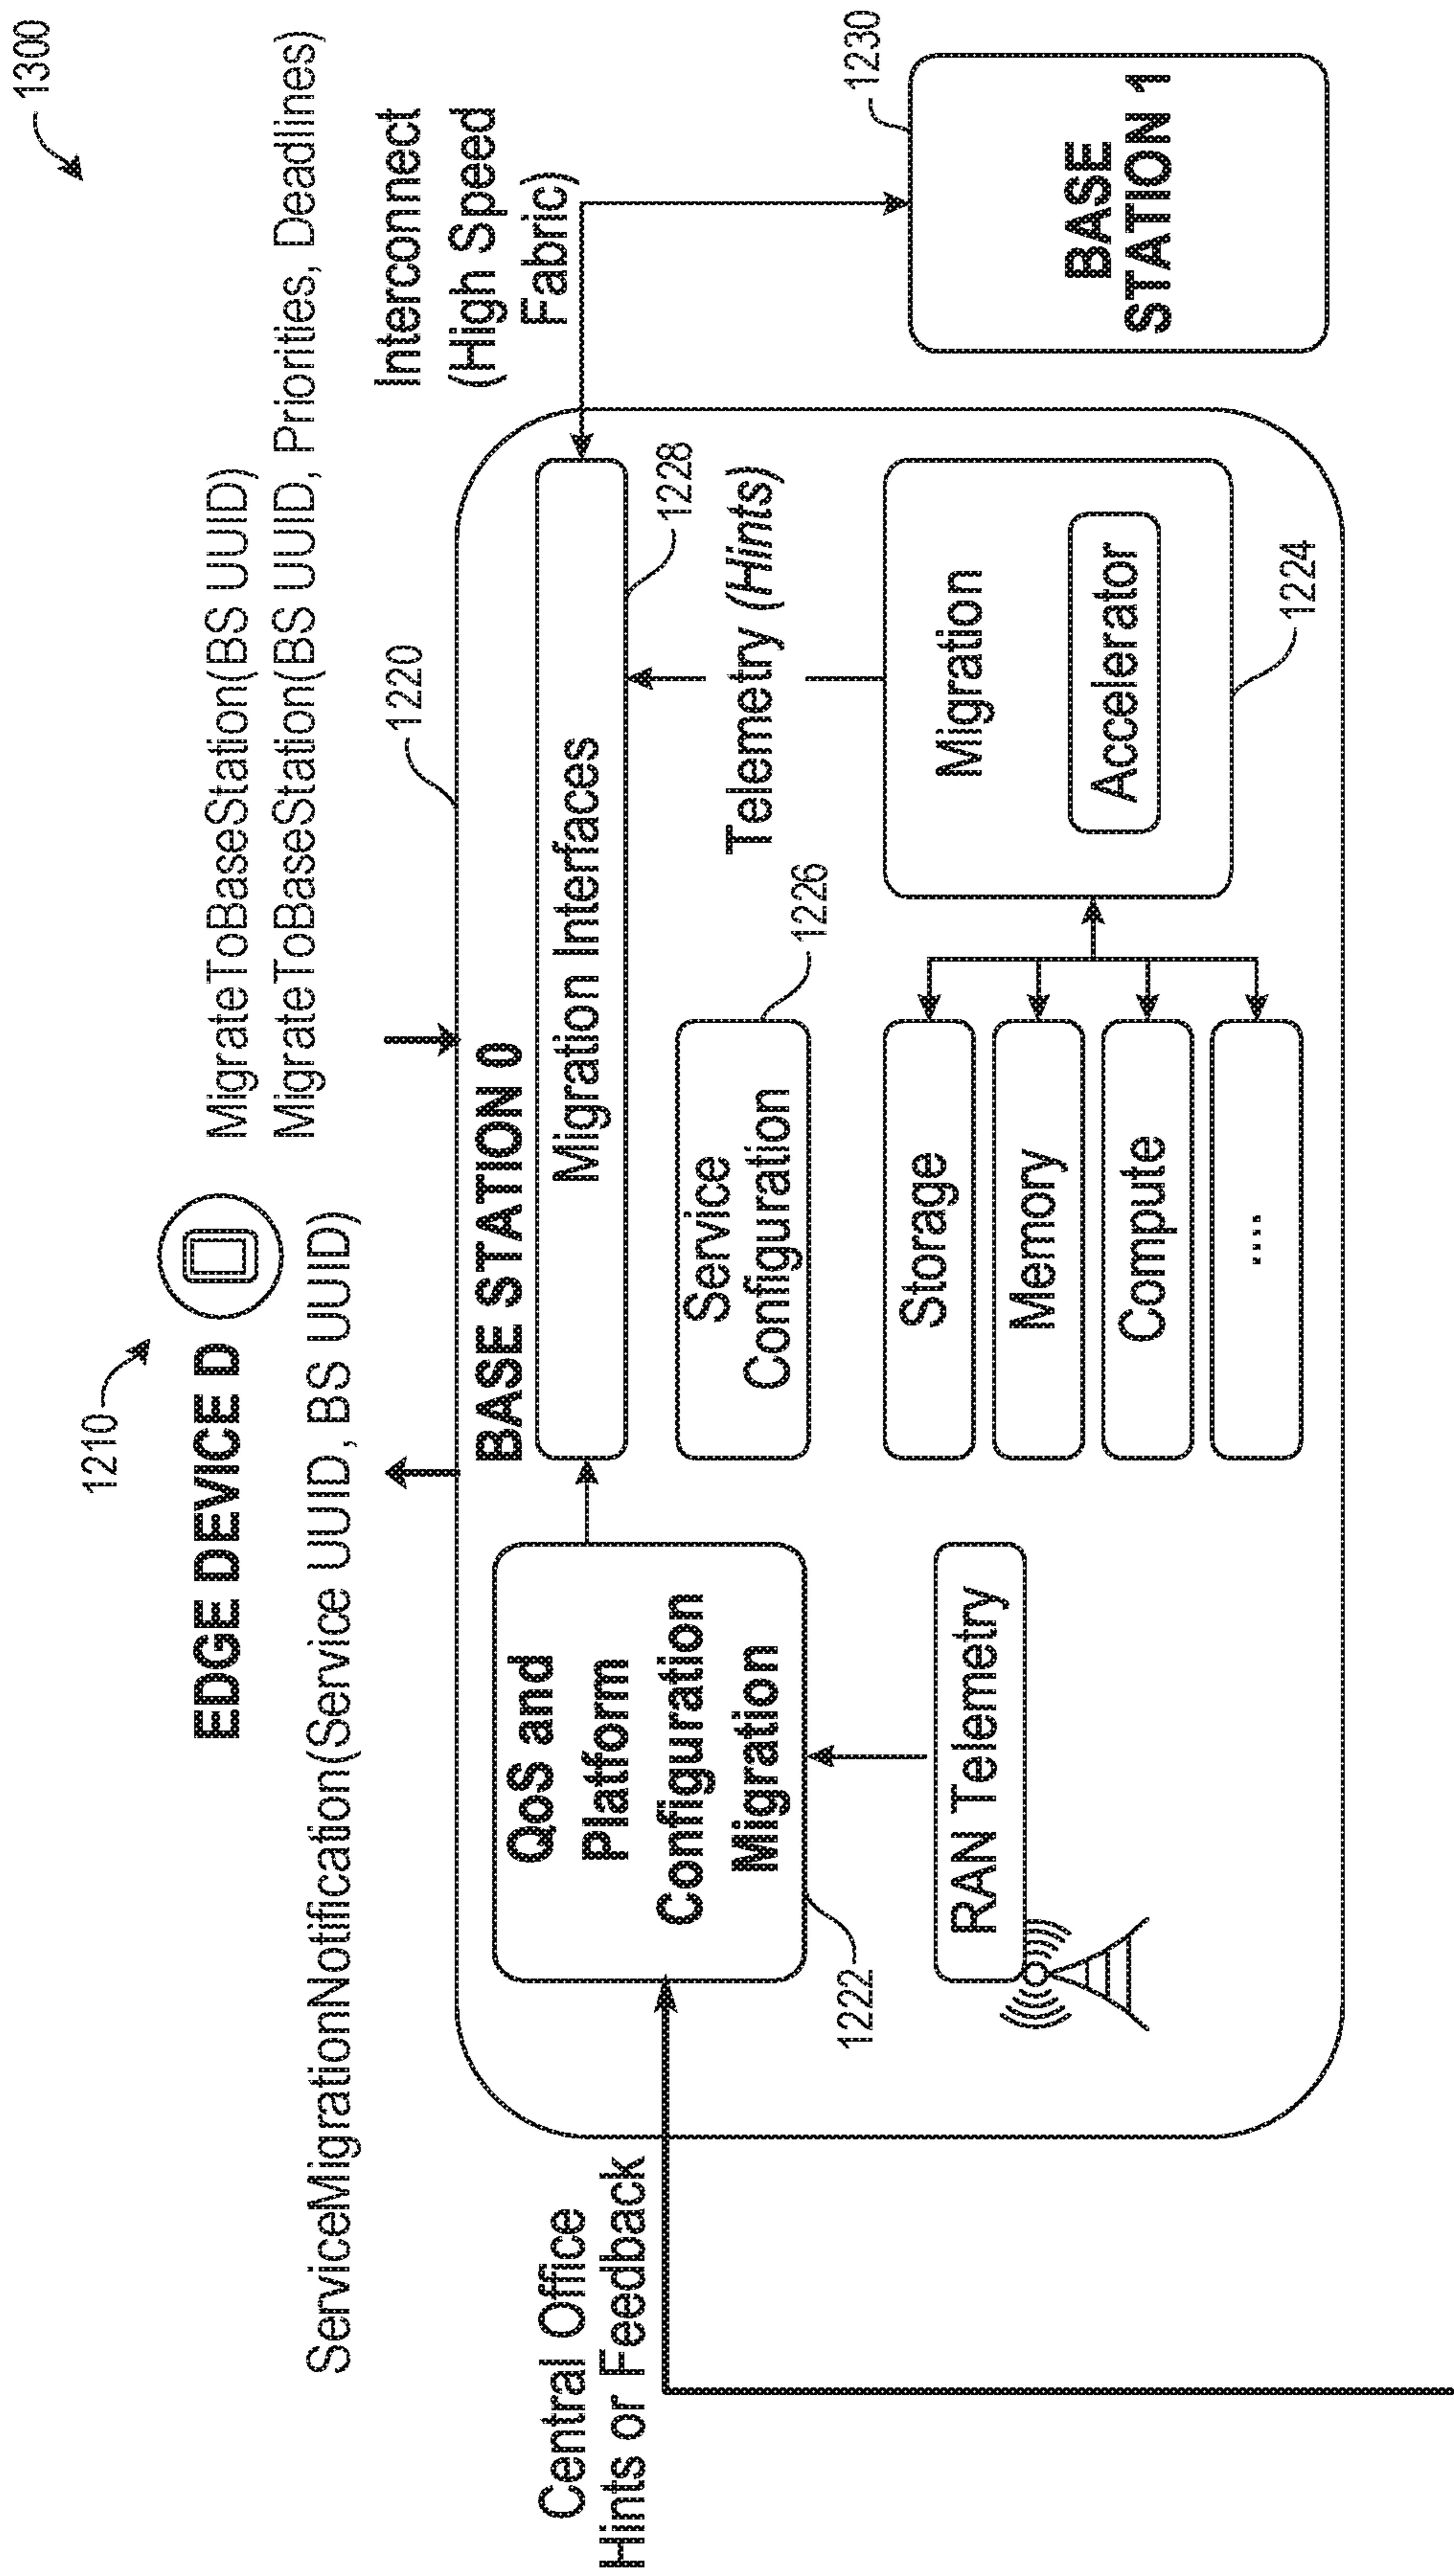 1300
1210
EDGE DEVICE D
MigrateToBaseStation(BS UUID)
MigrateToBaseStation(BS UUID, Priorities, Deadlines)
ServiceMigrationNotification(Service UUID, BS UUID)
1220
Interconnect
(High Speed
Fabric)
BASE STATION 0
Central Office
Hints or Feedback
QoS and
Platform
Configuration
Migration
1222
Migration Interfaces
1228
Service
Configuration
1226
Telemetry (Hints)
1230
BASE
STATION 1
RAN Telemetry
Storage
Memory
Compute
....
Migration
Accelerator
1224